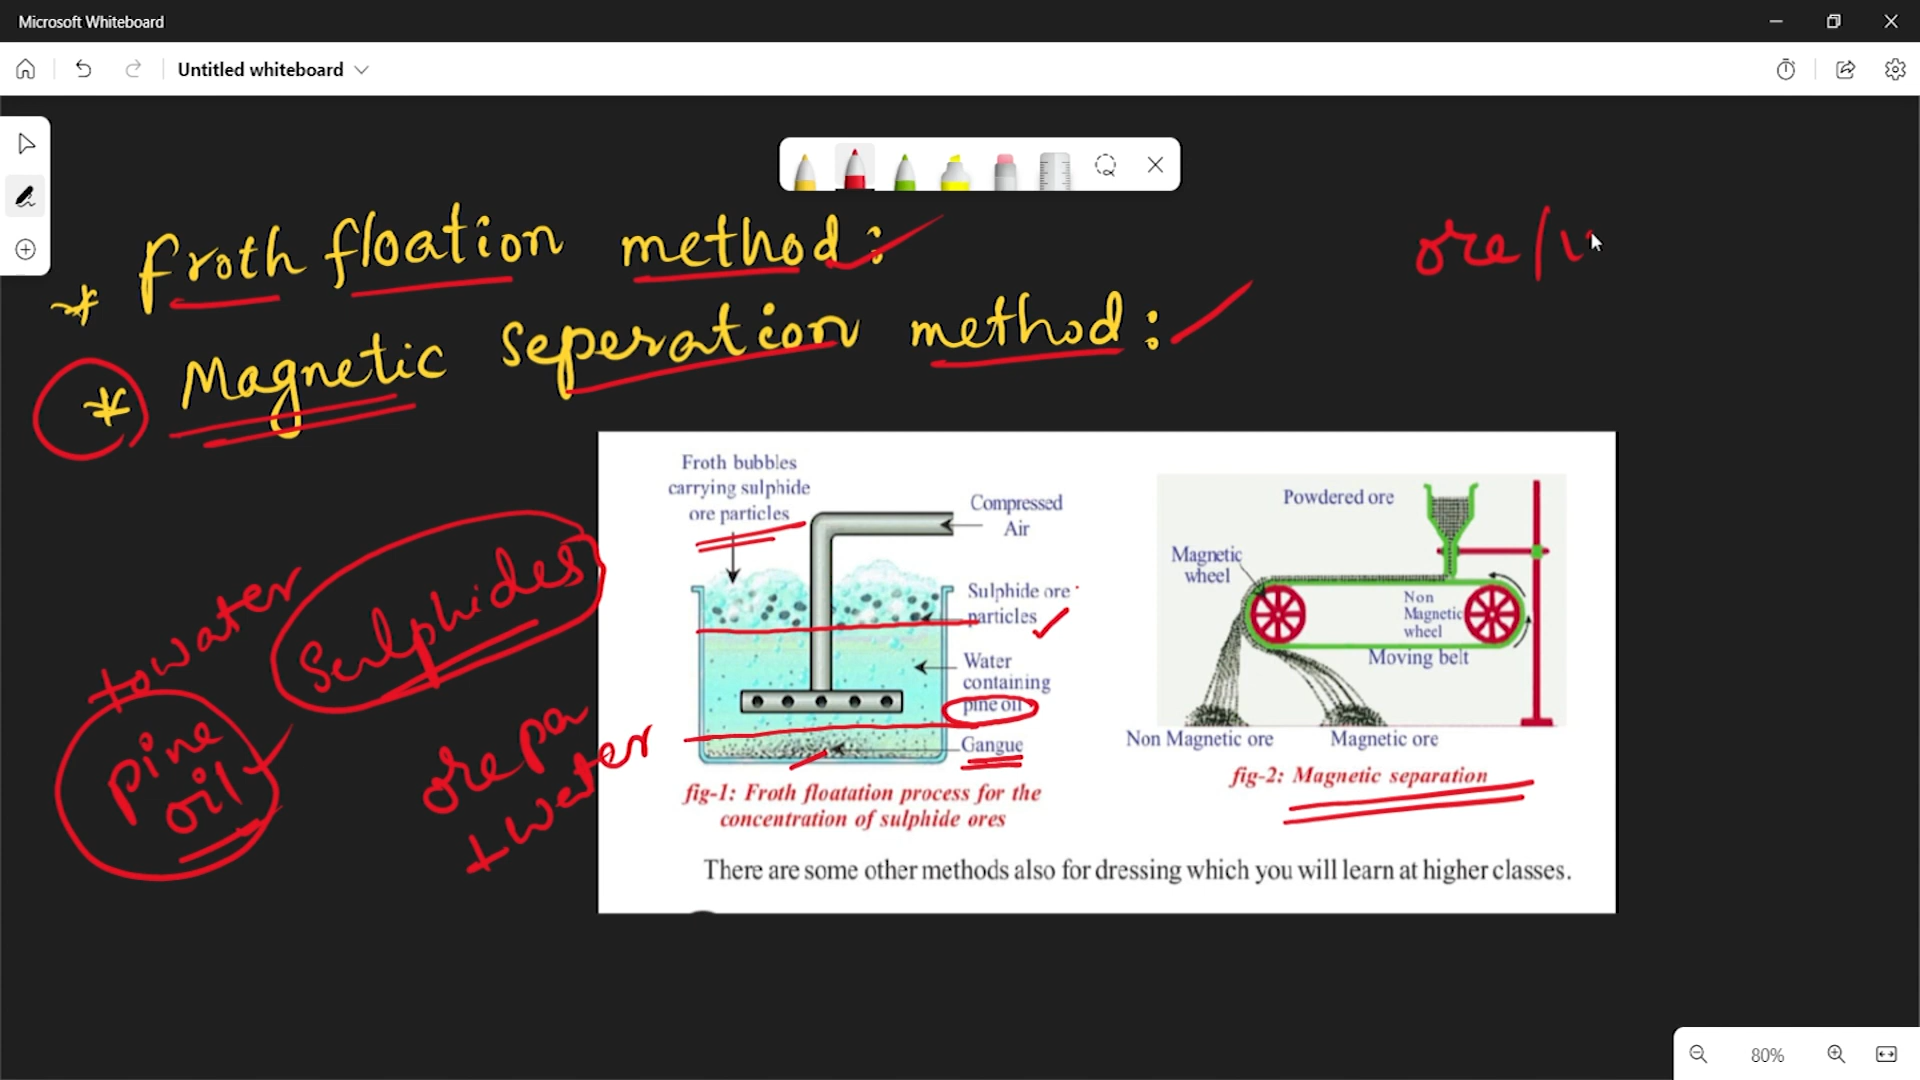 Microsoft Whiteboard
Untitled whiteboard
* Froth floation method:
* Magnetic seperation method:
ore/
Froth bubbles
carrying sulphide
ore particles
Compressed
Air
Sulphide ore
particles
Water
containing
pine oil
Gangue
fig-1: Froth floatation process for the
concentration of sulphide ores
Powdered ore
Magnetic
wheel
Non
Magnetic
wheel
Moving belt
Non Magnetic ore
Magnetic ore
fig-2: Magnetic separation
There are some other methods also for dressing which you will learn at higher classes.
Sulphides
+water
pine
oil
ore pa
+water
80%